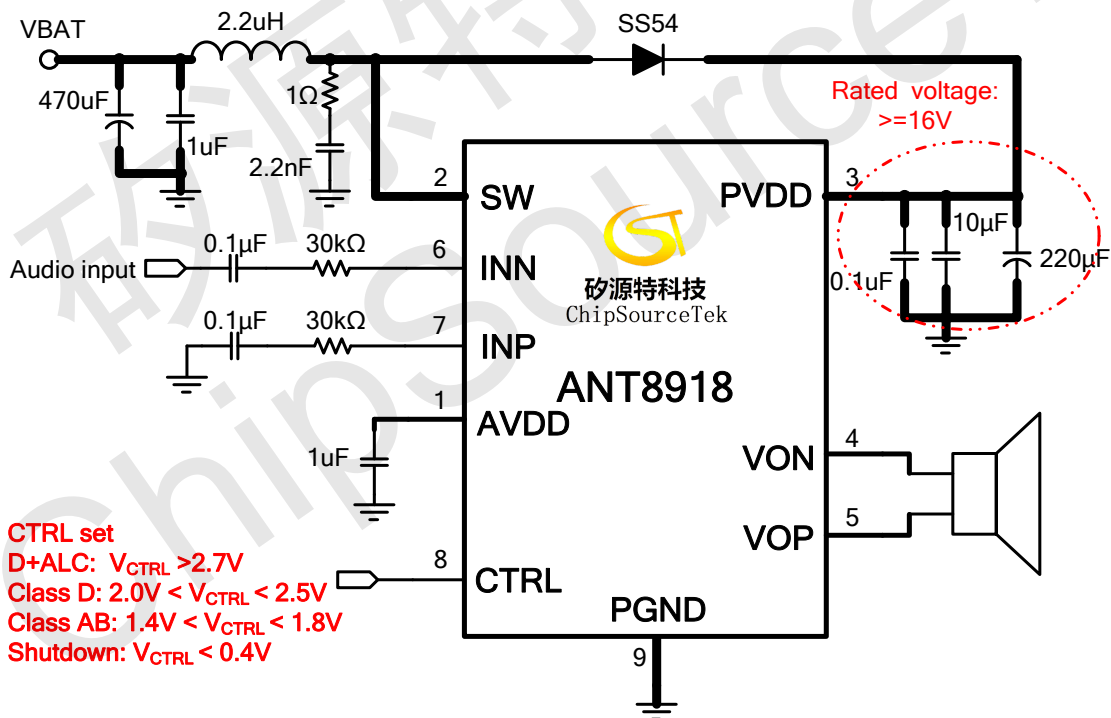 VBAT
2.2uH
SS54
470uF
1uF
1Ω
2.2nF
Rated voltage:
>=16V
2
SW
PVDD
3
10μF
0.1uF
220μF
Audio input
0.1μF
30kΩ
6
INN
矽源特科技
ChipSourceTek
0.1μF
30kΩ
7
INP
ANT8918
1
AVDD
1uF
VON
4
VOP
5
CTRL set
D+ALC: VCTRL >2.7V
Class D: 2.0V < VCTRL < 2.5V
Class AB: 1.4V < VCTRL < 1.8V
Shutdown: VCTRL < 0.4V
8
CTRL
PGND
9
矽源特
ChipSource